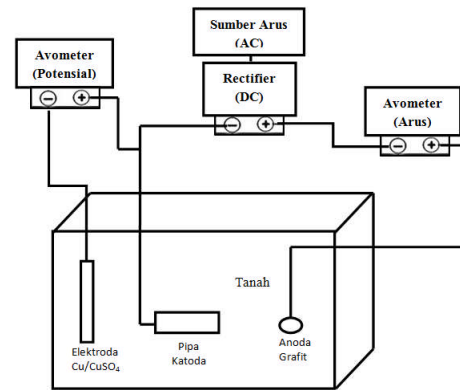 Sumber Arus
(AC)
Avometer
(Potensial)
Rectifier
(DC)
Avometer
(Arus)
− +
− +
− +
Tanah
Elektroda
Cu/CuSO₄
Pipa
Katoda
Anoda
Grafit